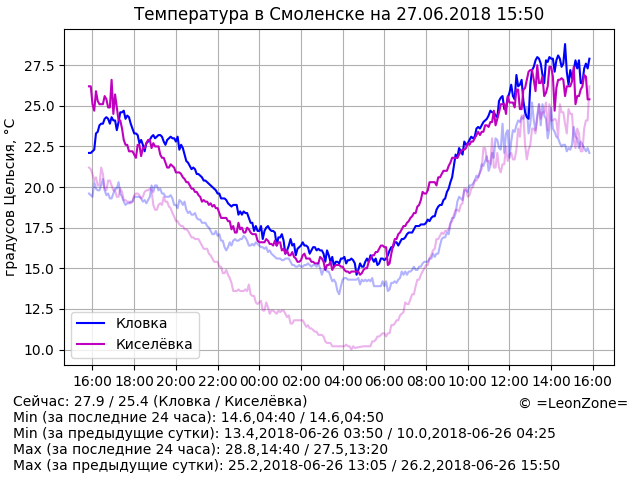 Температура в Смоленске на 27.06.2018 15:50
градусов Цельсия, °C
27.5
25.0
22.5
20.0
17.5
15.0
12.5
10.0
Кловка
Киселёвка
16:00 18:00 20:00 22:00 00:00 02:00 04:00 06:00 08:00 10:00 12:00 14:00 16:00
Сейчас: 27.9 / 25.4 (Кловка / Киселёвка)
© =LeonZone=
Min (за последние 24 часа): 14.6,04:40 / 14.6,04:50
Min (за предыдущие сутки): 13.4,2018-06-26 03:50 / 10.0,2018-06-26 04:25
Max (за последние 24 часа): 28.8,14:40 / 27.5,13:20
Max (за предыдущие сутки): 25.2,2018-06-26 13:05 / 26.2,2018-06-26 15:50